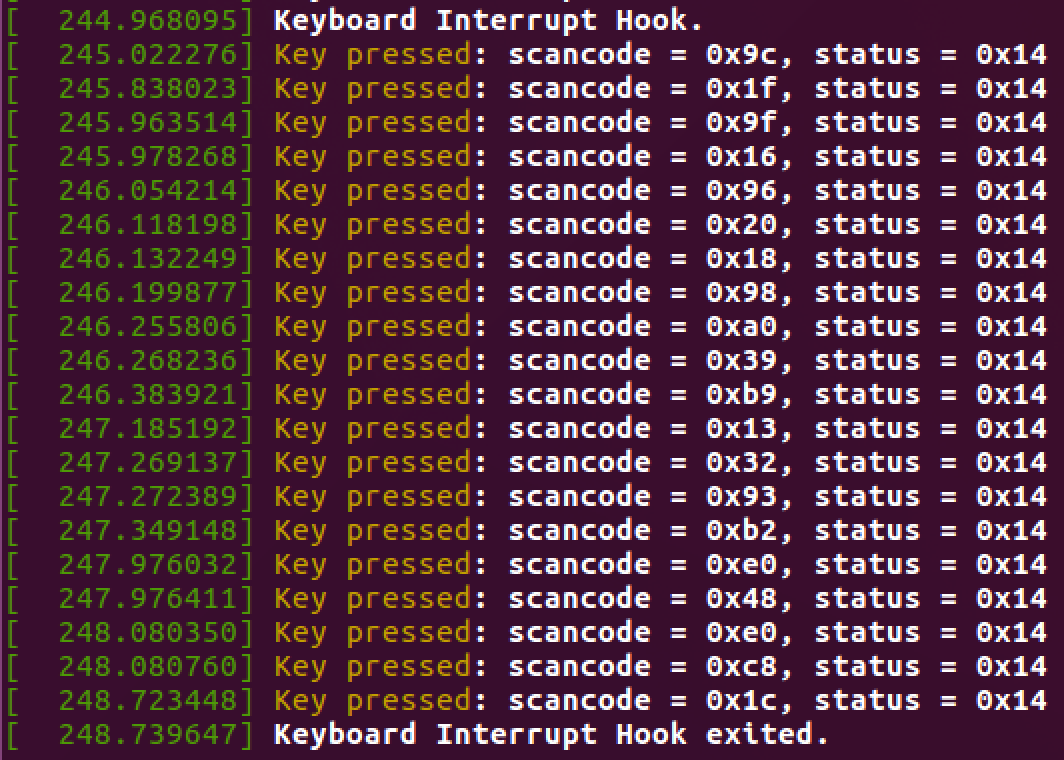 [  244.968095] Keyboard Interrupt Hook.
[  245.022276] Key pressed: scancode = 0x9c, status = 0x14
[  245.838023] Key pressed: scancode = 0x1f, status = 0x14
[  245.963514] Key pressed: scancode = 0x9f, status = 0x14
[  245.978268] Key pressed: scancode = 0x16, status = 0x14
[  246.054214] Key pressed: scancode = 0x96, status = 0x14
[  246.118198] Key pressed: scancode = 0x20, status = 0x14
[  246.132249] Key pressed: scancode = 0x18, status = 0x14
[  246.199877] Key pressed: scancode = 0x98, status = 0x14
[  246.255806] Key pressed: scancode = 0xa0, status = 0x14
[  246.268236] Key pressed: scancode = 0x39, status = 0x14
[  246.383921] Key pressed: scancode = 0xb9, status = 0x14
[  247.185192] Key pressed: scancode = 0x13, status = 0x14
[  247.269137] Key pressed: scancode = 0x32, status = 0x14
[  247.272389] Key pressed: scancode = 0x93, status = 0x14
[  247.349148] Key pressed: scancode = 0xb2, status = 0x14
[  247.976032] Key pressed: scancode = 0xe0, status = 0x14
[  247.976411] Key pressed: scancode = 0x48, status = 0x14
[  248.080350] Key pressed: scancode = 0xe0, status = 0x14
[  248.080760] Key pressed: scancode = 0xc8, status = 0x14
[  248.723448] Key pressed: scancode = 0x1c, status = 0x14
[  248.739647] Keyboard Interrupt Hook exited.